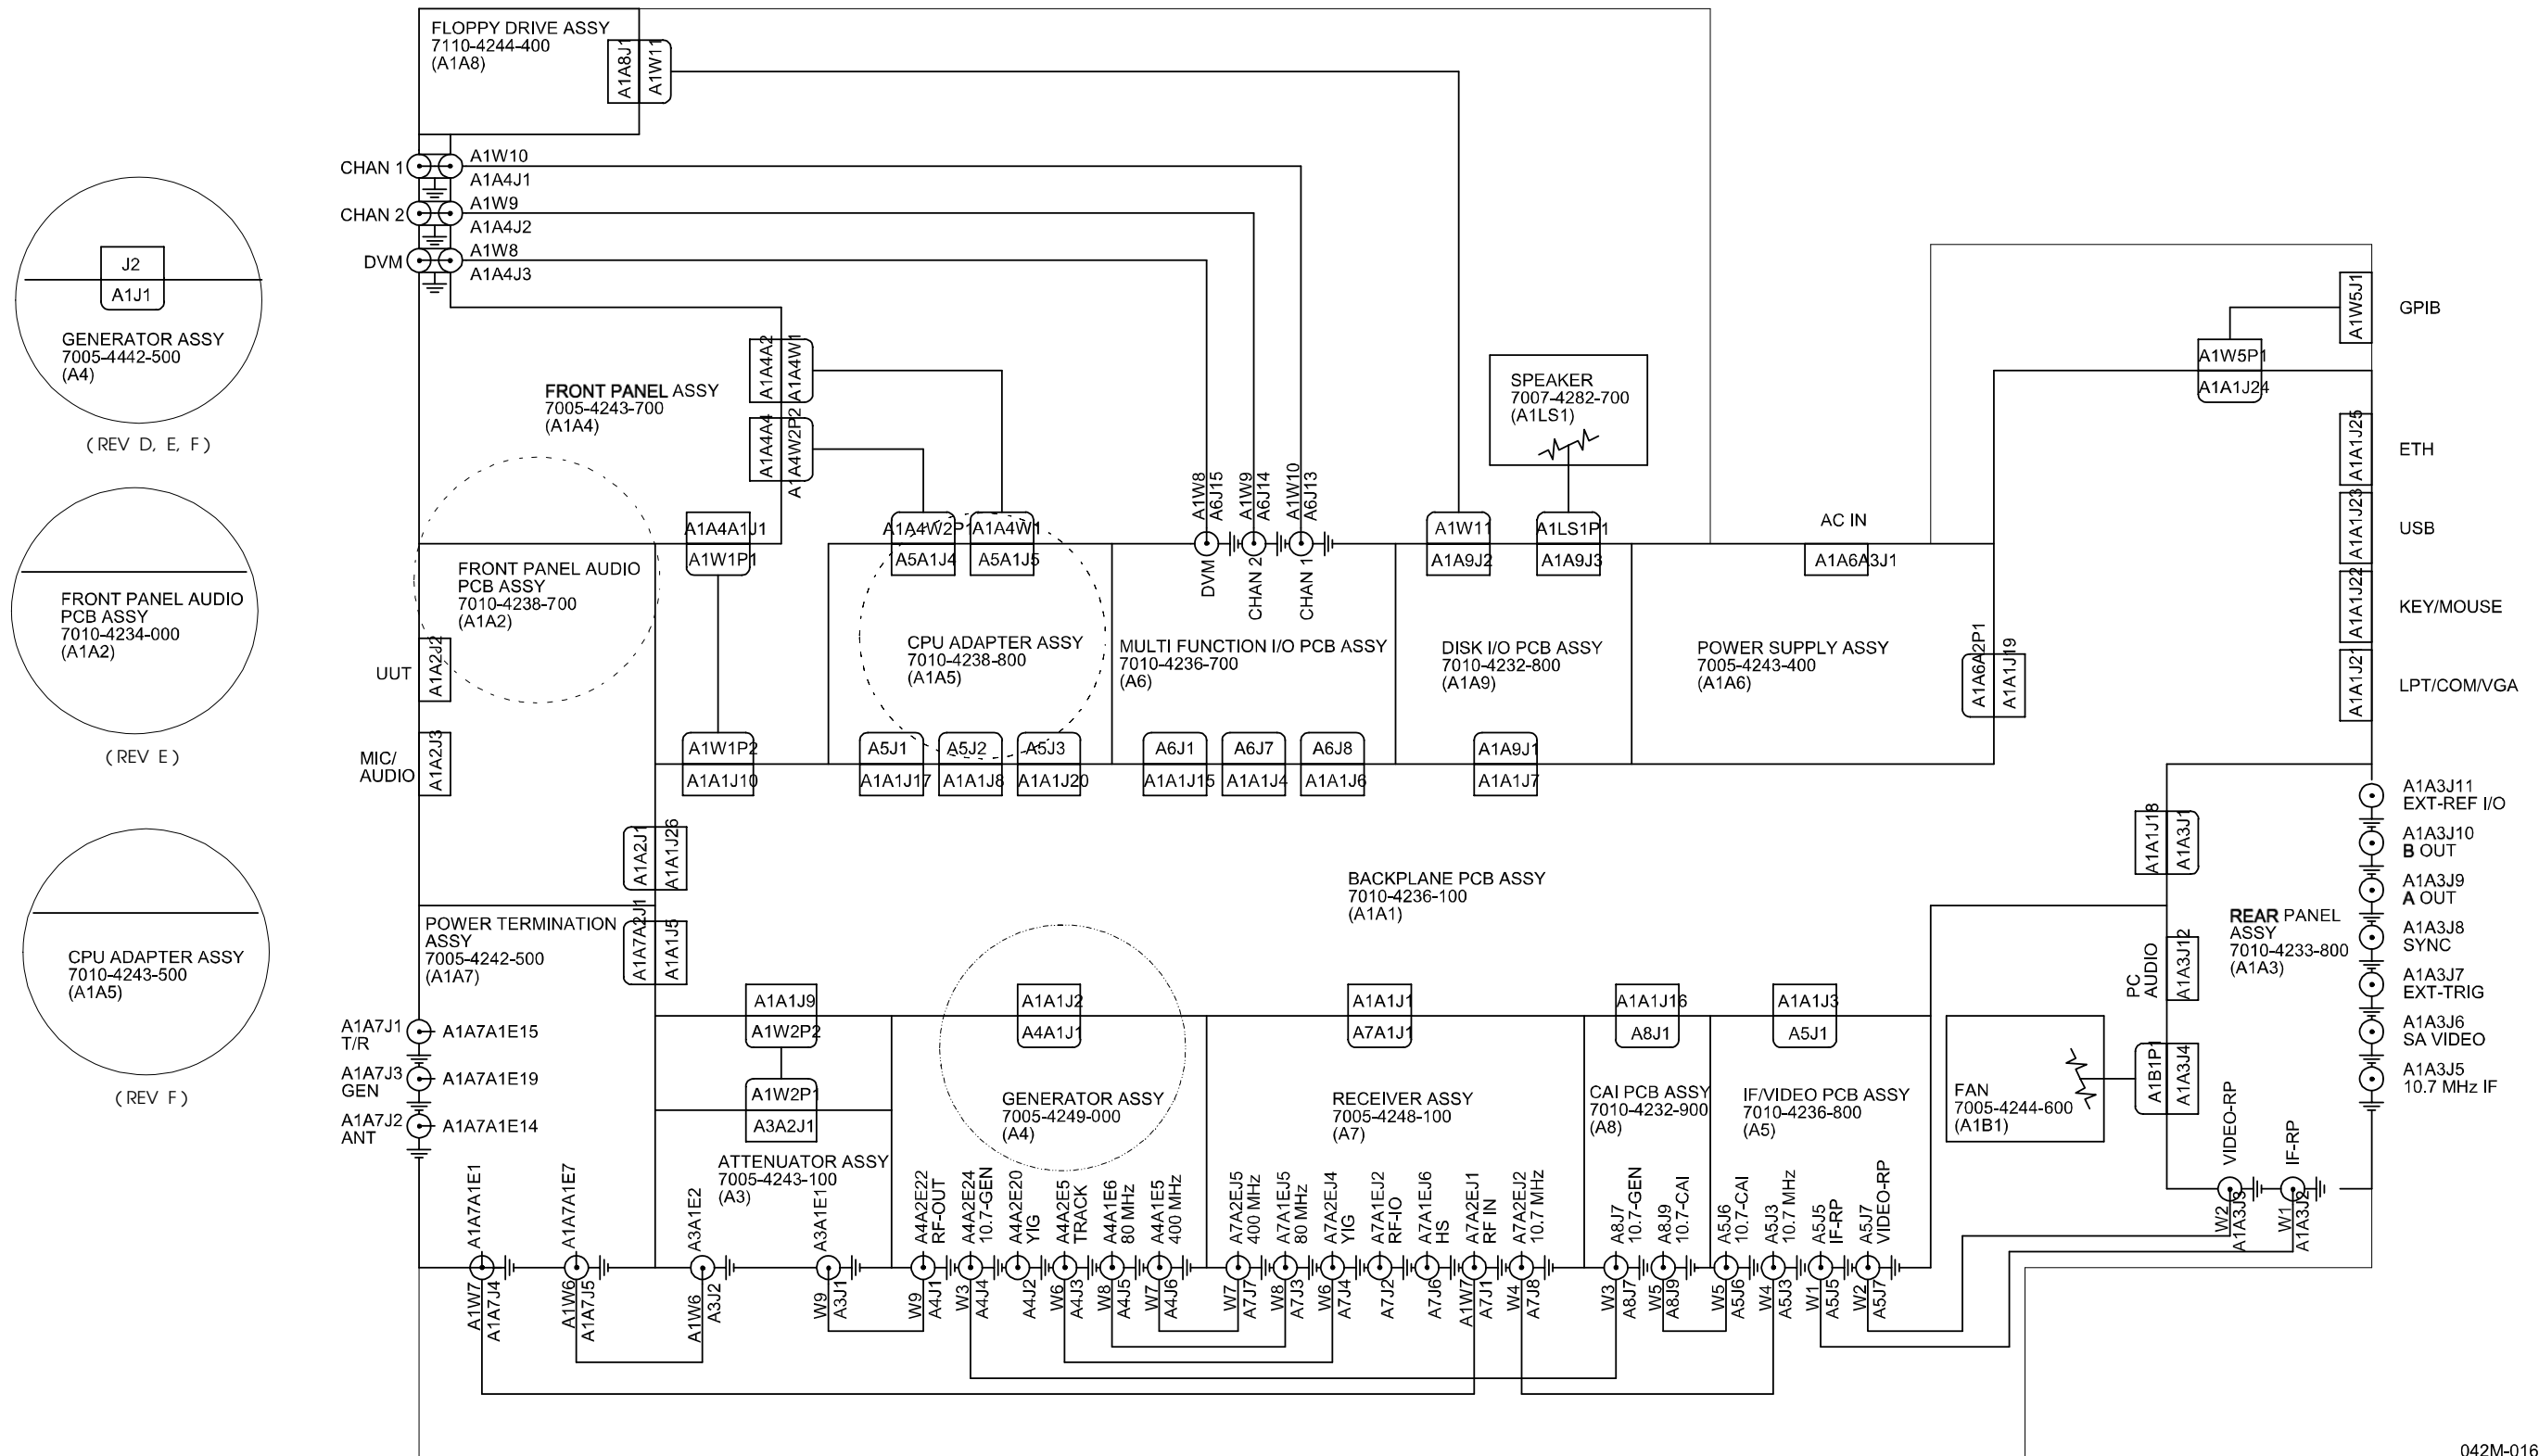 FLOPPY DRIVE ASSY
7110-4244-400
(A1A8)
A1A8J1
A1W11
CHAN 1
A1W10
A1A4J1
CHAN 2
A1W9
A1A4J2
DVM
A1W8
A1A4J3
J2
A1J1
GENERATOR ASSY
7005-4442-500
(A4)
(REV D, E, F)
FRONT PANEL AUDIO
PCB ASSY
7010-4234-000
(A1A2)
(REV E)
CPU ADAPTER ASSY
7010-4243-500
(A1A5)
(REV F)
FRONT PANEL ASSY
7005-4243-700
(A1A4)
A1A4A2
A1A4W1
A1A4A4
A1A4W2P2
A1A4A1J1
A1W1P1
A1A4W2P1
A5A1J4
A1A4W1
A5A1J5
A1W8
A6J15
A1W9
A6J14
A1W10
A6J13
DVM
CHAN 2
CHAN 1
A1W11
A1A9J2
SPEAKER
7007-4282-700
(A1LS1)
A1LS1P1
A1A9J3
AC IN
A1A6A3J1
A1W5J1
GPIB
A1W5P1
A1A1J24
A1A1J25
ETH
A1A1J23
USB
A1A1J22
KEY/MOUSE
A1A1J21
LPT/COM/VGA
FRONT PANEL AUDIO
PCB ASSY
7010-4238-700
(A1A2)
UUT
A1A2J2
MIC/
AUDIO
A1A2J3
CPU ADAPTER ASSY
7010-4238-800
(A1A5)
MULTI FUNCTION I/O PCB ASSY
7010-4236-700
(A6)
DISK I/O PCB ASSY
7010-4232-800
(A1A9)
POWER SUPPLY ASSY
7005-4243-400
(A1A6)
A1A6A2P1
A1A1J19
A1W1P2
A1A1J10
A5J1
A1A1J17
A5J2
A1A1J8
A5J3
A1A1J20
A6J1
A1A1J15
A6J7
A1A1J4
A6J8
A1A1J6
A1A9J1
A1A1J7
A1A2J1
A1A1J26
A1A7A2J1
A1A1J5
BACKPLANE PCB ASSY
7010-4236-100
(A1A1)
A1A1J18
A1A3J1
PC
AUDIO
A1A3J12
REAR PANEL
ASSY
7010-4233-800
(A1A3)
A1A3J11
EXT-REF I/O
A1A3J10
B OUT
A1A3J9
A OUT
A1A3J8
SYNC
A1A3J7
EXT-TRIG
A1A3J6
SA VIDEO
A1A3J5
10.7 MHz IF
POWER TERMINATION
ASSY
7005-4242-500
(A1A7)
A1A7J1
T/R
A1A7A1E15
A1A7J3
GEN
A1A7A1E19
A1A7J2
ANT
A1A7A1E14
A1A1J9
A1W2P2
A1W2P1
A3A2J1
ATTENUATOR ASSY
7005-4243-100
(A3)
A1A1J2
A4A1J1
GENERATOR ASSY
7005-4249-000
(A4)
A1A1J1
A7A1J1
RECEIVER ASSY
7005-4248-100
(A7)
A1A1J16
A8J1
CAI PCB ASSY
7010-4232-900
(A8)
A1A1J3
A5J1
IF/VIDEO PCB ASSY
7010-4236-800
(A5)
FAN
7005-4244-600
(A1B1)
A1B1P1
A1A3J4
VIDEO-RP
IF-RP
W2
A1A3J3
W1
A1A3J2
A1A7A1E1
A1A7A1E7
A3A1E2
A3A1E1
A4A2E22
RF-OUT
A4A2E24
10.7-GEN
A4A2E20
YIG
A4A2E5
TRACK
A4A1E6
80 MHz
A4A1E5
400 MHz
A7A2EJ5
400 MHz
A7A1EJ5
80 MHz
A7A2EJ4
YIG
A7A1EJ2
RF-IO
A7A1EJ6
HS
A7A2EJ1
RF IN
A7A2EJ2
10.7 MHz
A8J7
10.7-GEN
A8J9
10.7-CAI
A5J6
10.7-CAI
A5J3
10.7 MHz
A5J5
IF-RP
A5J7
VIDEO-RP
A1W7
A1A7J4
A1W6
A1A7J5
A1W6
A3J2
W9
A3J1
W9
A4J1
W3
A4J4
A4J2
W6
A4J3
W8
A4J5
W7
A4J6
W7
A7J7
W8
A7J3
W6
A7J4
A7J2
A7J6
A1W7
A7J1
W4
A7J8
W3
A8J7
W5
A8J9
W5
A5J6
W4
A5J3
W1
A5J5
W2
A5J7
042M-016